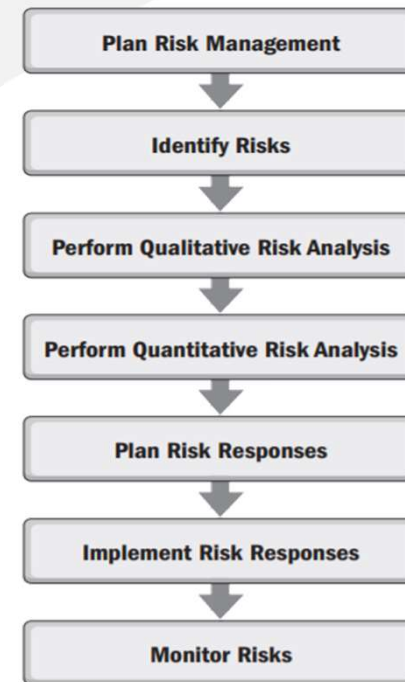 Plan Risk Management
Identify Risks
Perform Qualitative Risk Analysis
Perform Quantitative Risk Analysis
Plan Risk Responses
Implement Risk Responses
Monitor Risks